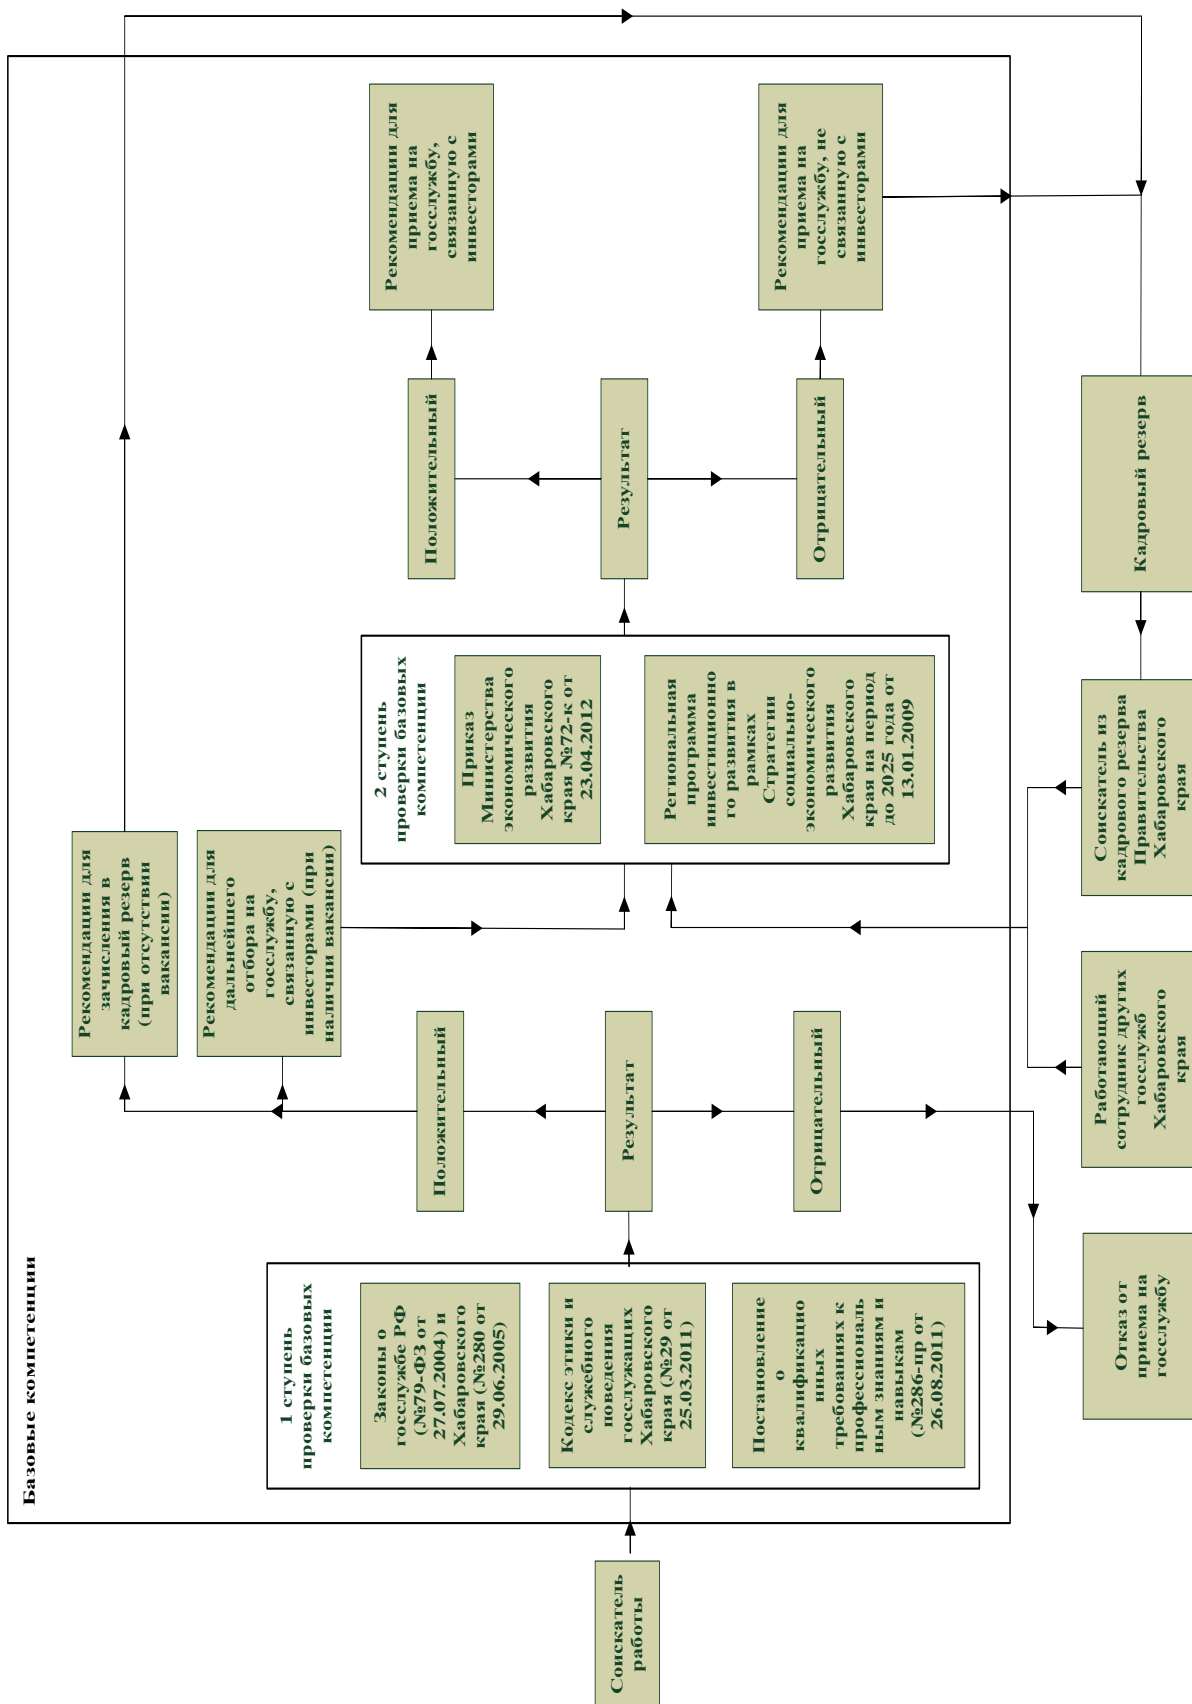 Базовые компетенции
Соискатель
работы
1 ступень
проверки базовых
компетенции
Законы о
госслужбе РФ
(№79-ФЗ от
27.07.2004) и
Хабаровского
края (№280 от
29.06.2005)
Кодекс этики и
служебного
поведения
госслужащих
Хабаровского
края (№29 от
25.03.2011)
Постановление
о
квалификацио
нных
требованиях к
профессиональ
ным знаниям и
навыкам
(№286-пр от
26.08.2011)
Положительный
Результат
Отрицательный
Отказ от
приема на
госслужбу
Рекомендации для
зачисления в
кадровый резерв
(при отсутствии
вакансии)
Рекомендации для
дальнейшего
отбора на
госслужбу,
связанную с
инвесторами (при
наличии вакансии)
Работающий
сотрудник других
госслужб
Хабаровского
края
2 ступень
проверки базовых
компетенции
Приказ
Министерства
экономического
развития
Хабаровского
края №72-к от
23.04.2012
Региональная
программа
инвестиционно
го развития в
рамках
Стратегии
социально-
экономического
развития
Хабаровского
края на период
до 2025 года от
13.01.2009
Соискатель из
кадрового резерва
Правительства
Хабаровского
края
Положительный
Результат
Отрицательный
Кадровый резерв
Рекомендации для
приема на
госслужбу,
связанную с
инвесторами
Рекомендации для
приема на
госслужбу, не
связанную с
инвесторами